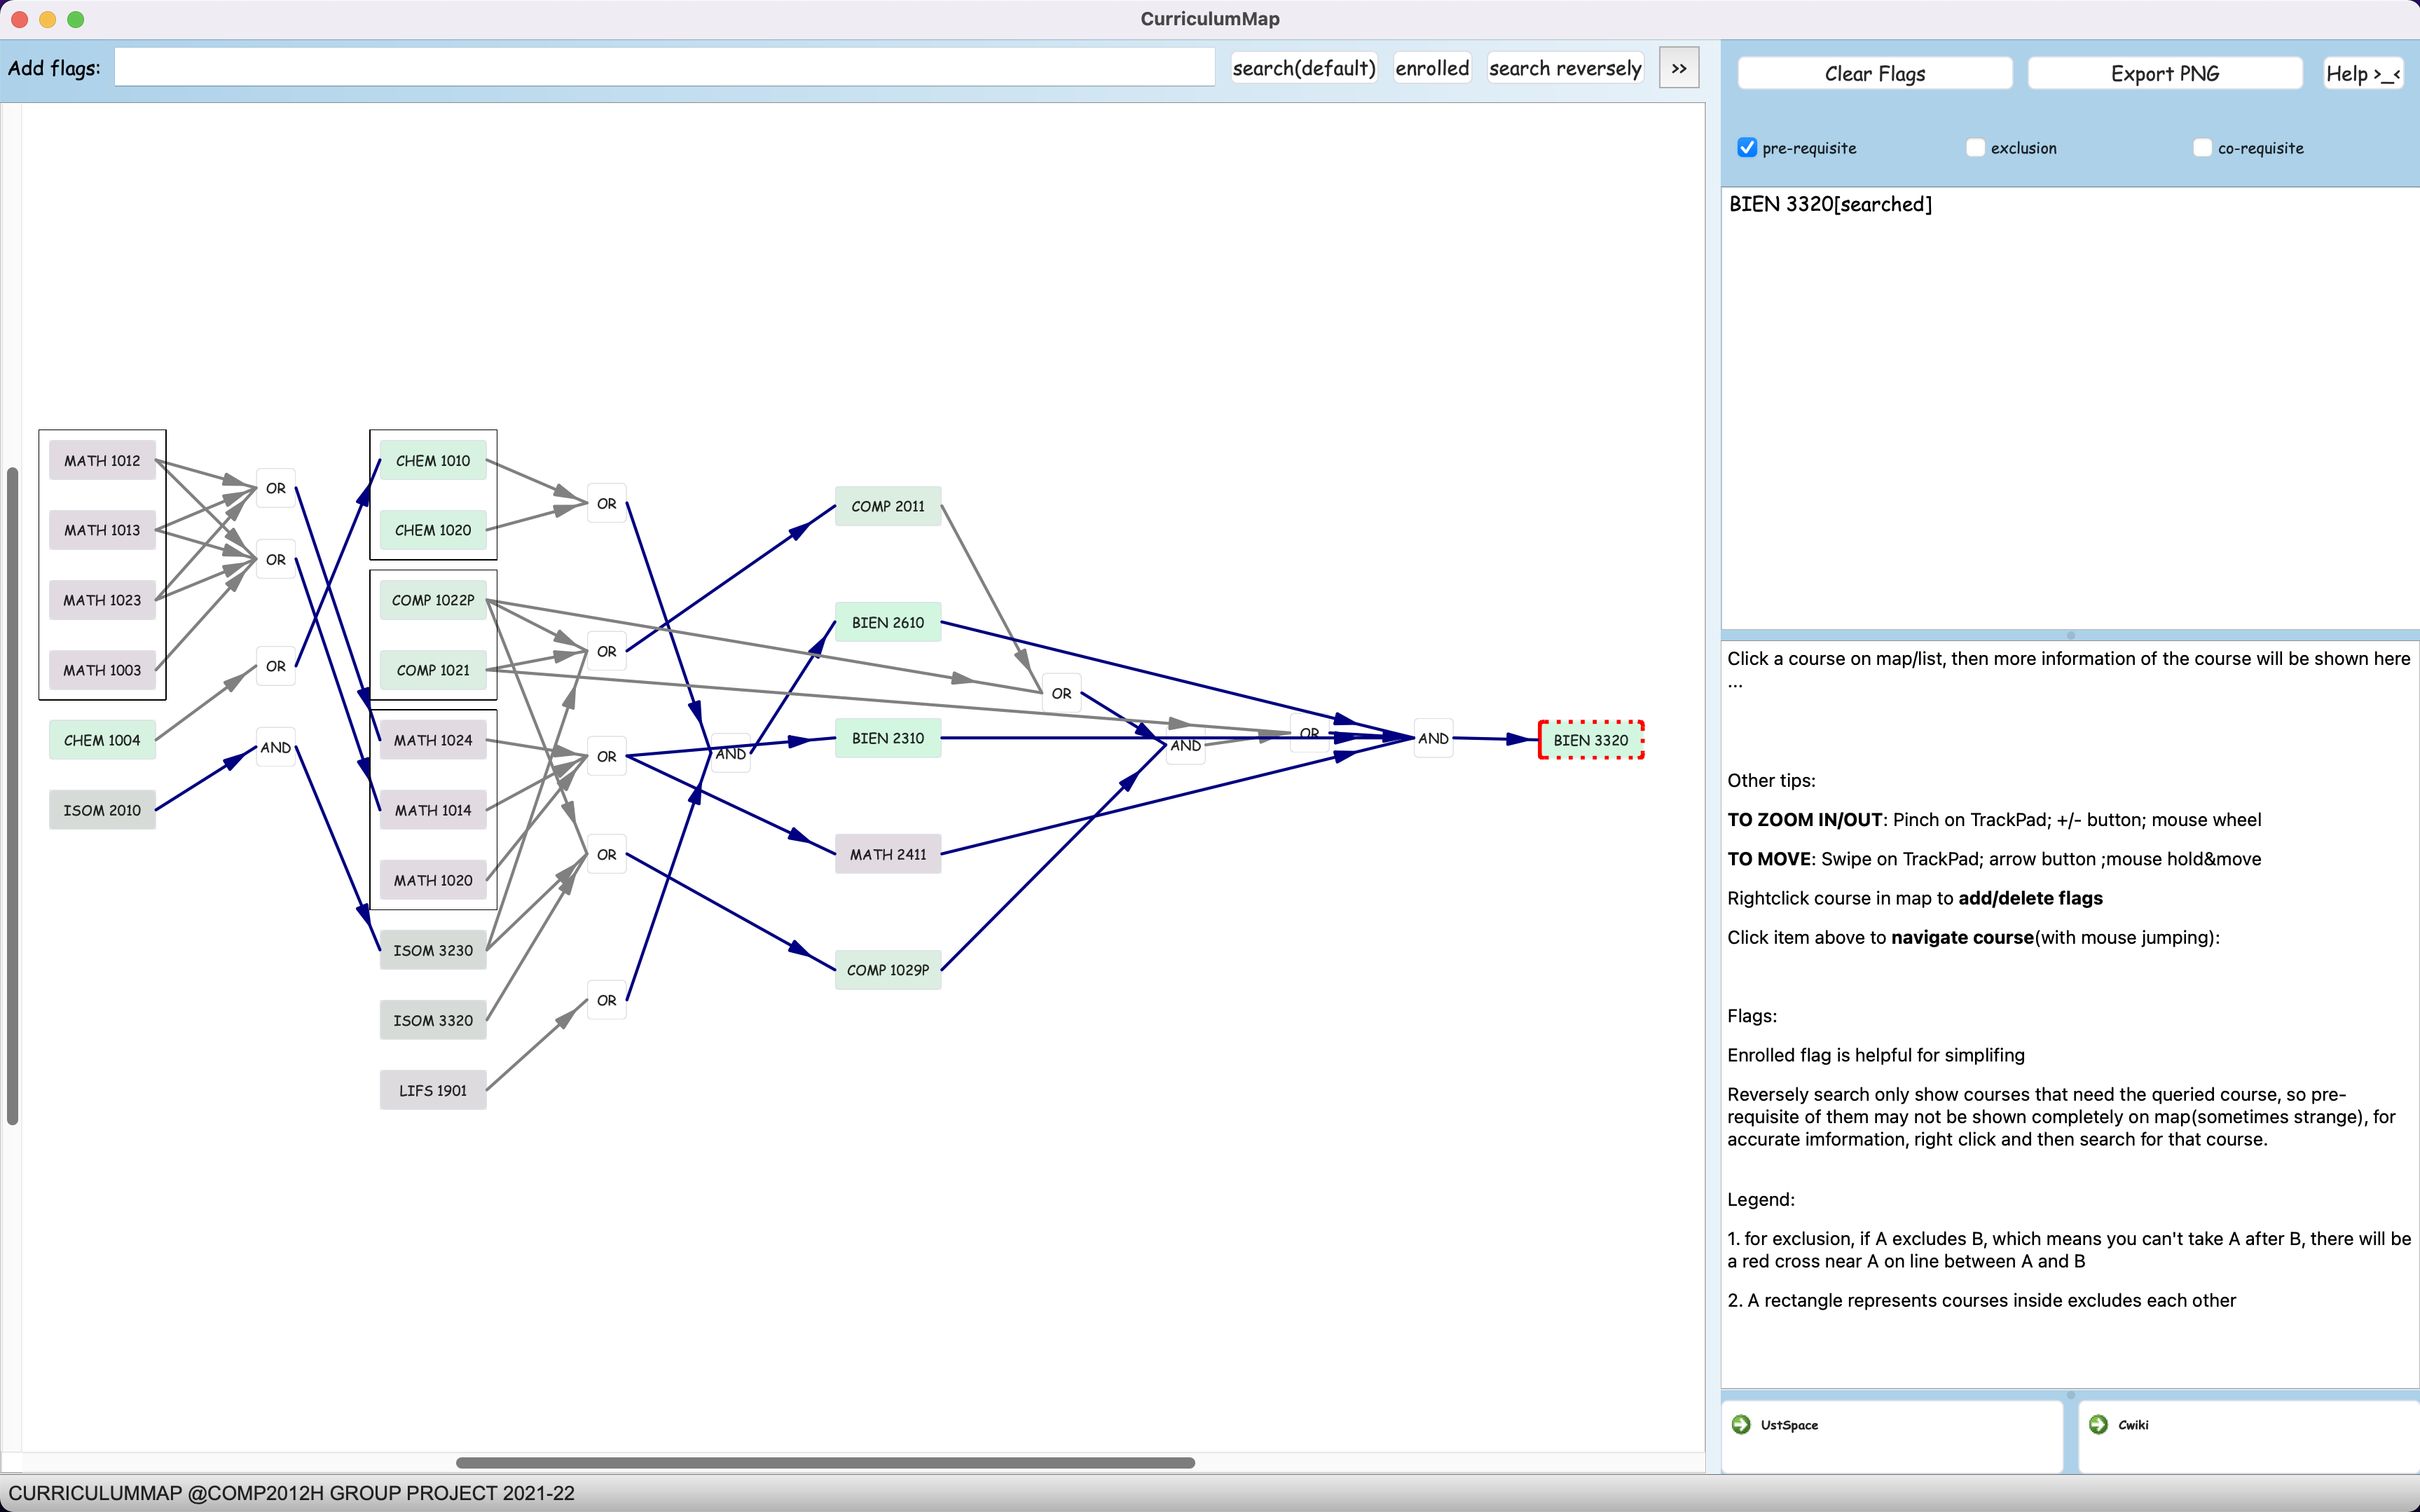 CurriculumMap
Add flags:
search(default)
enrolled
search reversely
>>
Clear Flags
Export PNG
Help >_<
pre-requisite
exclusion
co-requisite
BIEN 3320[searched]
MATH 1012
MATH 1013
MATH 1023
MATH 1003
CHEM 1004
ISOM 2010
OR
OR
OR
AND
CHEM 1010
CHEM 1020
COMP 1022P
COMP 1021
MATH 1024
MATH 1014
MATH 1020
ISOM 3230
ISOM 3320
LIFS 1901
OR
OR
OR
OR
OR
AND
COMP 2011
BIEN 2610
BIEN 2310
MATH 2411
COMP 1029P
OR
AND
OR
AND
BIEN 3320
Click a course on map/list, then more information of the course will be shown here
...
Other tips:
TO ZOOM IN/OUT: Pinch on TrackPad; +/- button; mouse wheel
TO MOVE: Swipe on TrackPad; arrow button ;mouse hold&move
Rightclick course in map to add/delete flags
Click item above to navigate course(with mouse jumping):
Flags:
Enrolled flag is helpful for simplifing
Reversely search only show courses that need the queried course, so pre-
requisite of them may not be shown completely on map(sometimes strange), for
accurate imformation, right click and then search for that course.
Legend:
1. for exclusion, if A excludes B, which means you can't take A after B, there will be
a red cross near A on line between A and B
2. A rectangle represents courses inside excludes each other
UstSpace
Cwiki
CURRICULUMMAP @COMP2012H GROUP PROJECT 2021-22